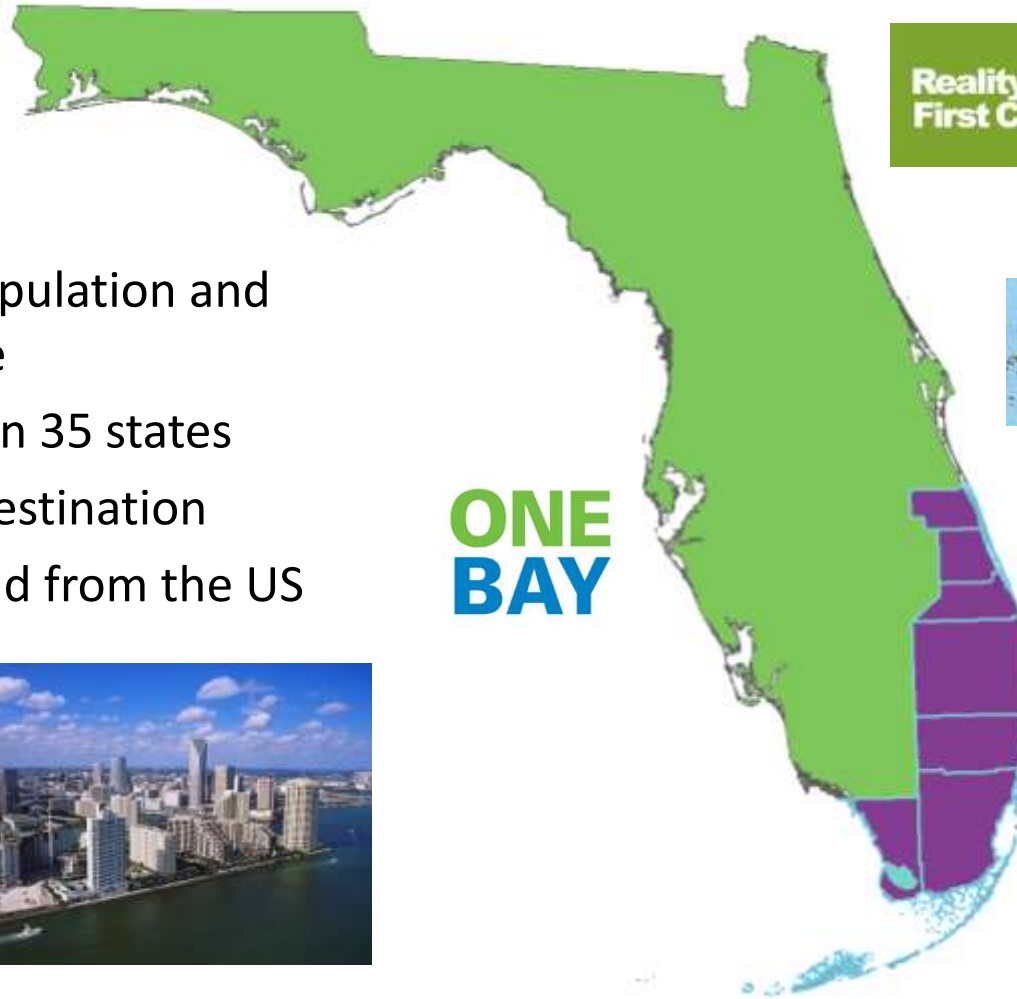 Reality
First C
pulation and
e
n 35 states
estination
ONE
BAY
d from the US